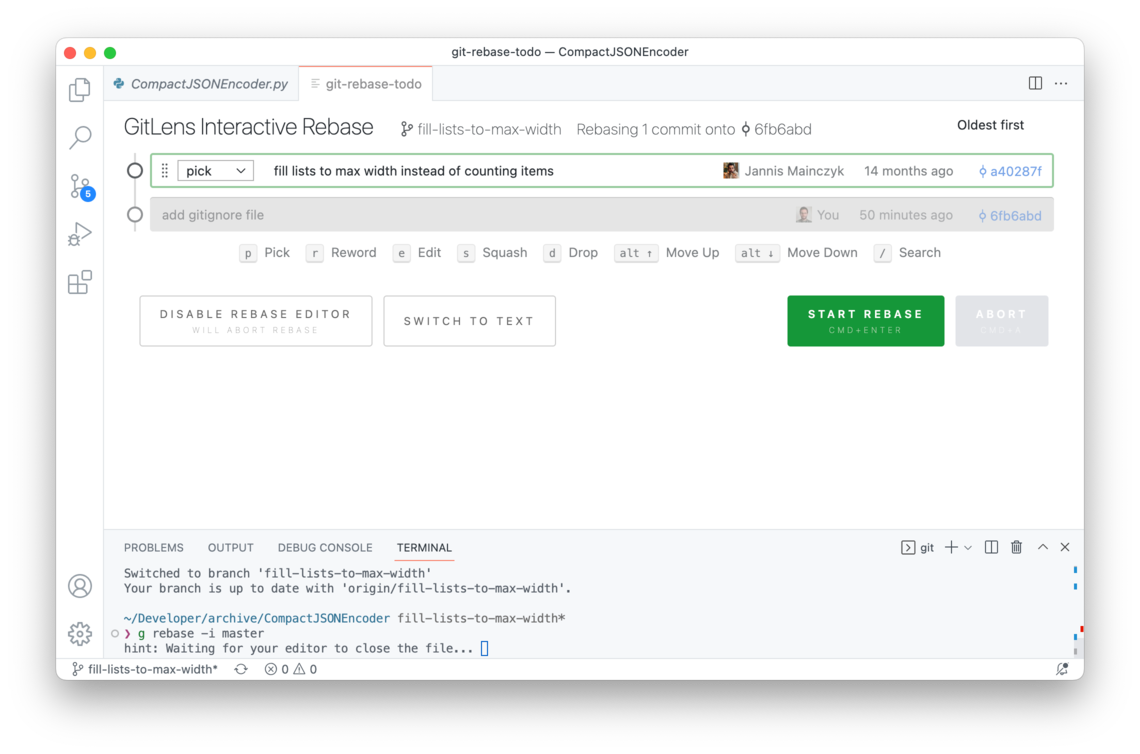 git-rebase-todo — CompactJSONEncoder
CompactJSONEncoder.py git-rebase-todo
GitLens Interactive Rebase fill-lists-to-max-width Rebasing 1 commit onto 6fb6abd Oldest first
pick fill lists to max width instead of counting items Jannis Mainczyk 14 months ago a40287f
add gitignore file You 50 minutes ago 6fb6abd
5
p Pick r Reword e Edit s Squash d Drop alt ↑ Move Up alt ↓ Move Down / Search
DISABLE REBASE EDITOR
WILL ABORT REBASE
SWITCH TO TEXT
START REBASE
CMD+ENTER
ABORT
CMD+A
PROBLEMS OUTPUT DEBUG CONSOLE TERMINAL git
Switched to branch 'fill-lists-to-max-width'
Your branch is up to date with 'origin/fill-lists-to-max-width'.
~/Developer/archive/CompactJSONEncoder fill-lists-to-max-width*
❯ g rebase -i master
hint: Waiting for your editor to close the file...
fill-lists-to-max-width* 0 0